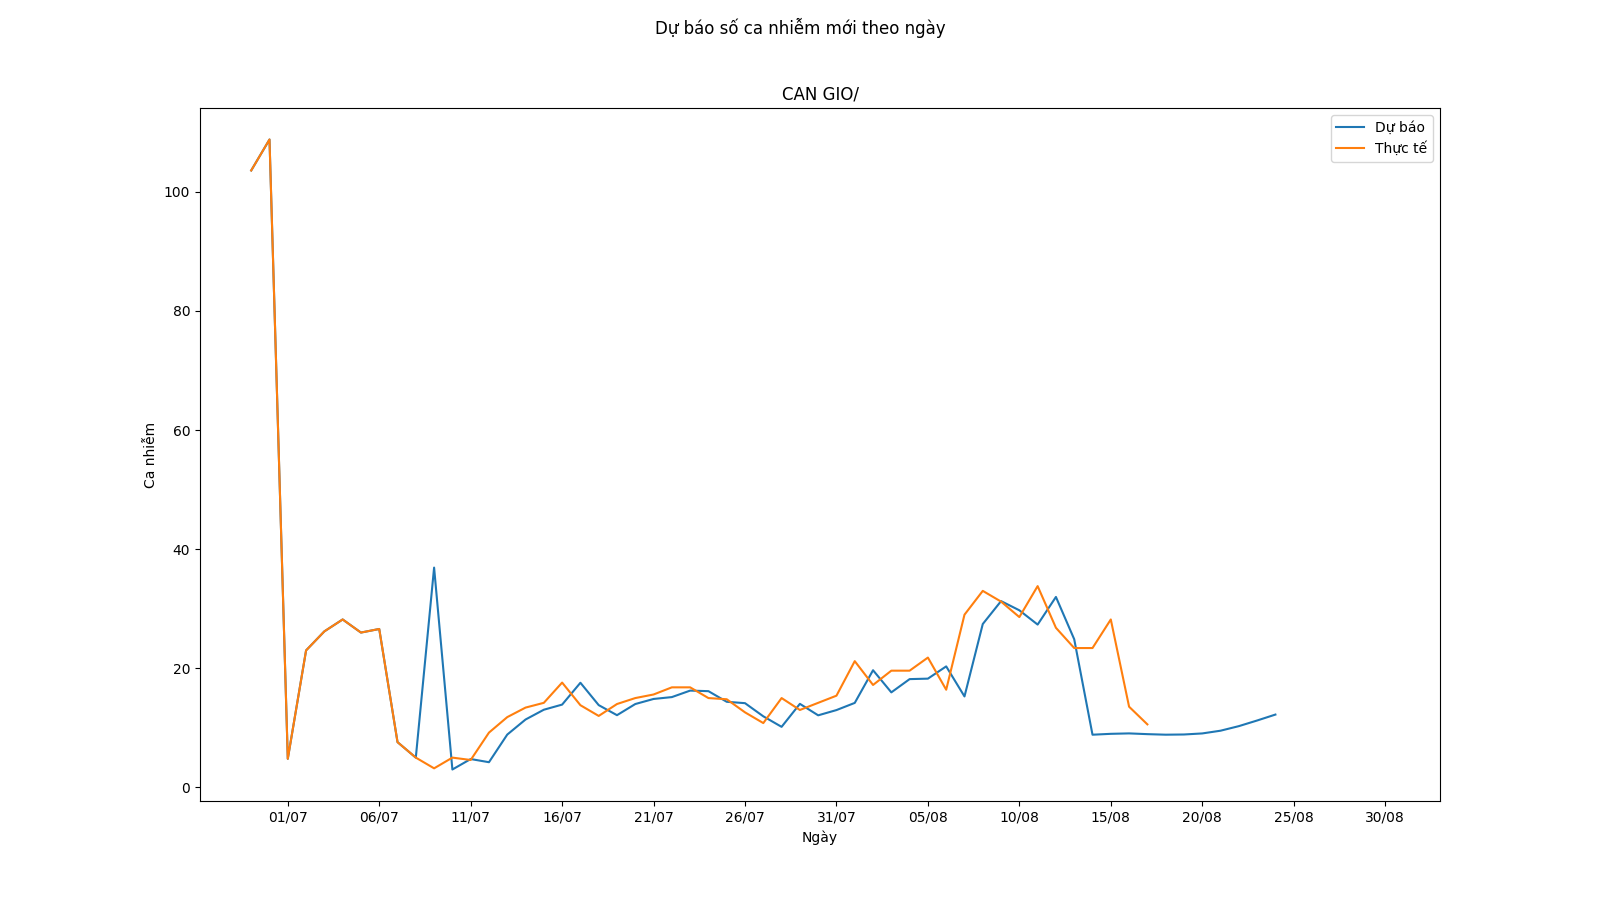 Dự báo số ca nhiễm mới theo ngày
CAN GIO/
Dự báo
Thực tế
100
80
60
40
20
0
Ca nhiễm
01/07 06/07 11/07 16/07 21/07 26/07 31/07 05/08 10/08 15/08 20/08 25/08 30/08
Ngày